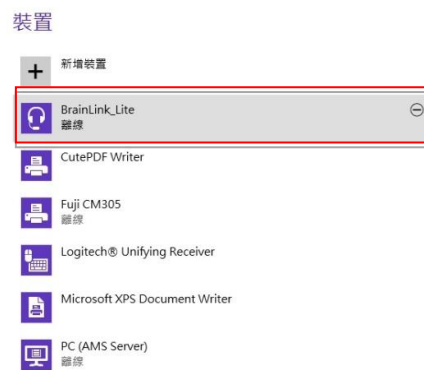 裝置
新增裝置
BrainLink_Lite
離線
CutePDF Writer
Fuji CM305
離線
Logitech® Unifying Receiver
Microsoft XPS Document Writer
PC (AMS Server)
離線